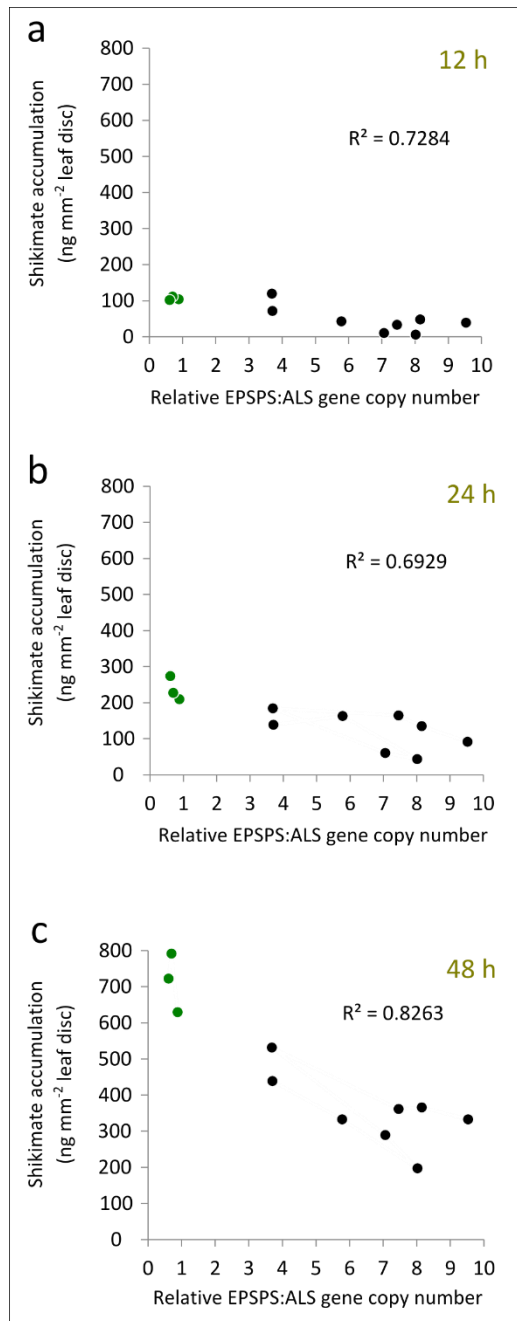 a
12 h
R² = 0.7284
Shikimate accumulation
(ng mm⁻² leaf disc)
800
700
600
500
400
300
200
100
0
0 1 2 3 4 5 6 7 8 9 10
Relative EPSPS:ALS gene copy number
b
24 h
R² = 0.6929
Shikimate accumulation
(ng mm⁻² leaf disc)
800
700
600
500
400
300
200
100
0
0 1 2 3 4 5 6 7 8 9 10
Relative EPSPS:ALS gene copy number
c
48 h
R² = 0.8263
Shikimate accumulation
(ng mm⁻² leaf disc)
800
700
600
500
400
300
200
100
0
0 1 2 3 4 5 6 7 8 9 10
Relative EPSPS:ALS gene copy number